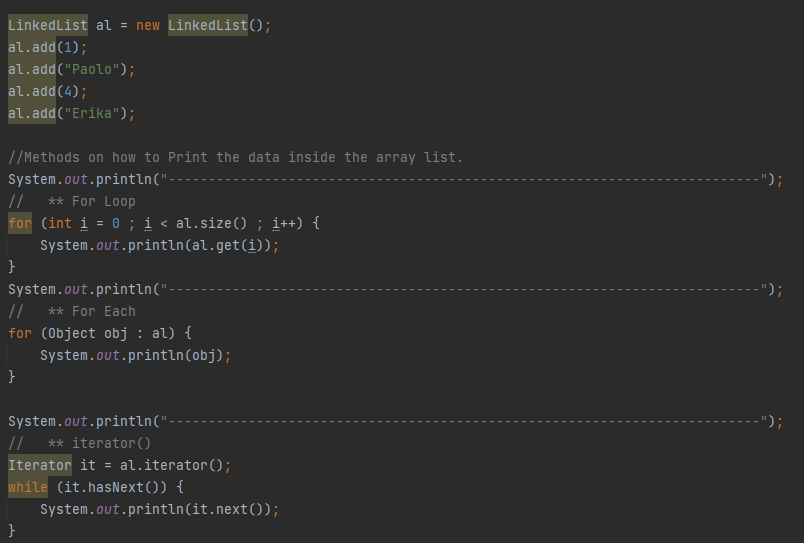 LinkedList al = new LinkedList();
al.add(1);
al.add("Paolo");
al.add(4);
al.add("Erika");
//Methods on how to Print the data inside the array list.
System.out.println("--------------------------------------------------------------------------");
//   ** For Loop
for (int i = 0 ; i < al.size() ; i++) {
    System.out.println(al.get(i));
}
System.out.println("--------------------------------------------------------------------------");
//   ** For Each
for (Object obj : al) {
    System.out.println(obj);
}
System.out.println("--------------------------------------------------------------------------");
//   ** iterator()
Iterator it = al.iterator();
while (it.hasNext()) {
    System.out.println(it.next());
}